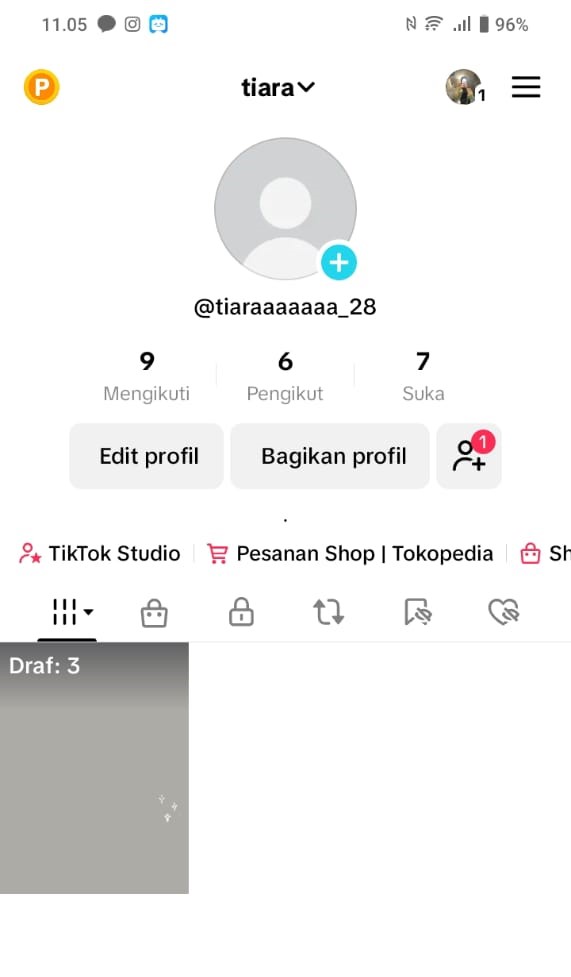 11.05 96%
P tiara 1
@tiaraaaaaaa_28
9 6 7
Mengikuti Pengikut Suka
Edit profil Bagikan profil 1
.
TikTok Studio Pesanan Shop | Tokopedia Sh
Draf: 3